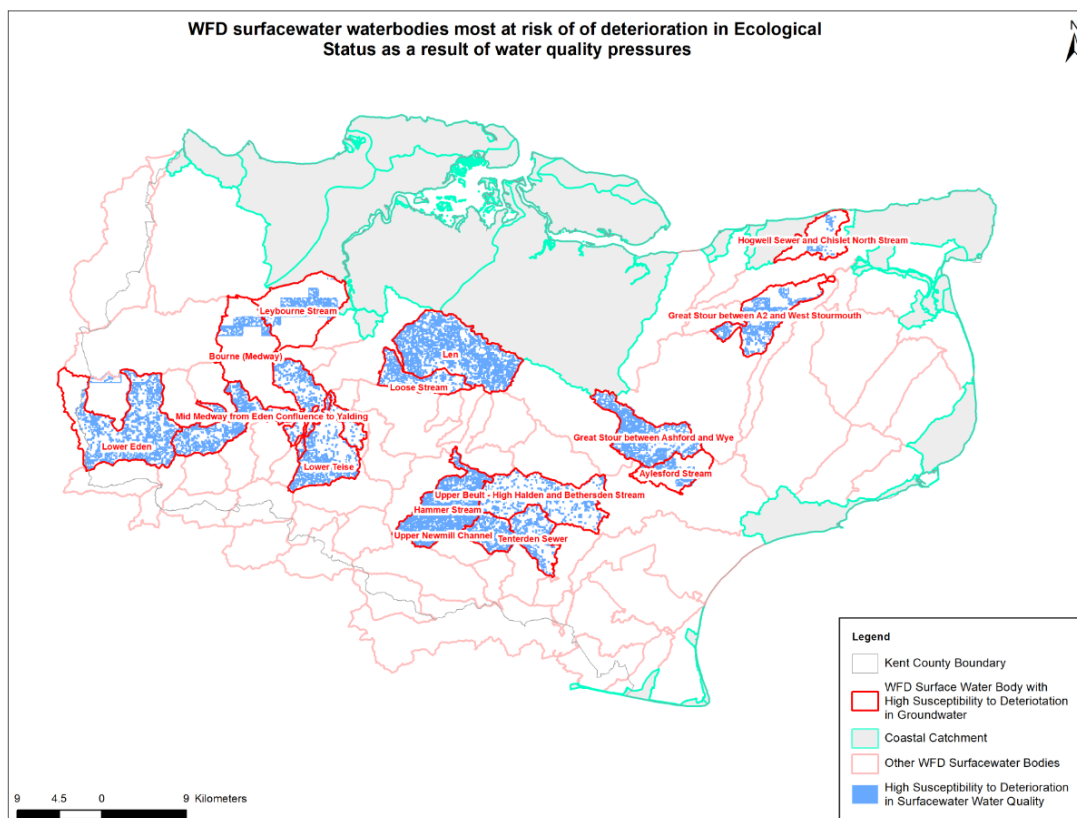 WFD surfacewater waterbodies most at risk of of deterioration in Ecological
Status as a result of water quality pressures
N
Hogwell Sewer and Chislet North Stream
Leybourne Stream
Great Stour between A2 and West Stourmouth
Bourne (Medway)
Len
Loose Stream
Mid Medway from Eden Confluence to Yalding
Lower Eden
Great Stour between Ashford and Wye
Lower Teise
Aylesford Stream
Upper Beult - High Halden and Bethersden Stream
Hammer Stream
Upper Newmill Channel
Tenterden Sewer
Legend
Kent County Boundary
WFD Surface Water Body with
High Susceptibility to Deteriotation
in Groundwater
Coastal Catchment
Other WFD Surfacewater Bodies
High Susceptibility to Deterioration
in Surfacewater Water Quality
9 4.5 0 9 Kilometers